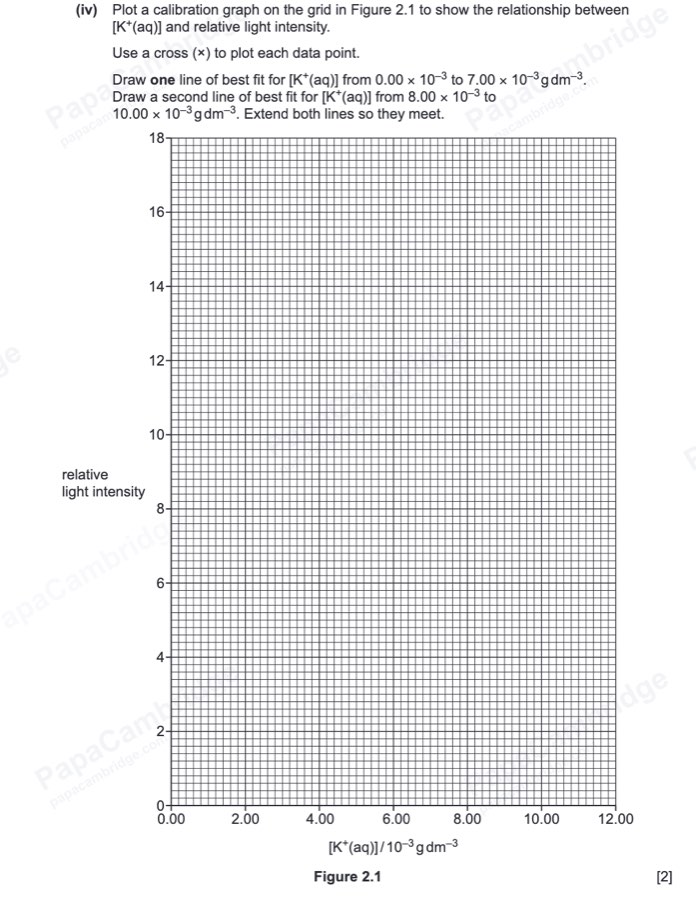 (iv) Plot a calibration graph on the grid in Figure 2.1 to show the relationship between
[K⁺(aq)] and relative light intensity.
Use a cross (×) to plot each data point.
Draw one line of best fit for [K⁺(aq)] from 0.00 × 10⁻³ to 7.00 × 10⁻³ g dm⁻³.
Draw a second line of best fit for [K⁺(aq)] from 8.00 × 10⁻³ to
10.00 × 10⁻³ g dm⁻³. Extend both lines so they meet.
18
16
14
12
10
relative
light intensity
8
6
4
2
0
0.00 2.00 4.00 6.00 8.00 10.00 12.00
[K⁺(aq)] / 10⁻³ g dm⁻³
Figure 2.1
[2]
PapaCambridge
papacambridge.com
PapaCambridge
papacambridge.com